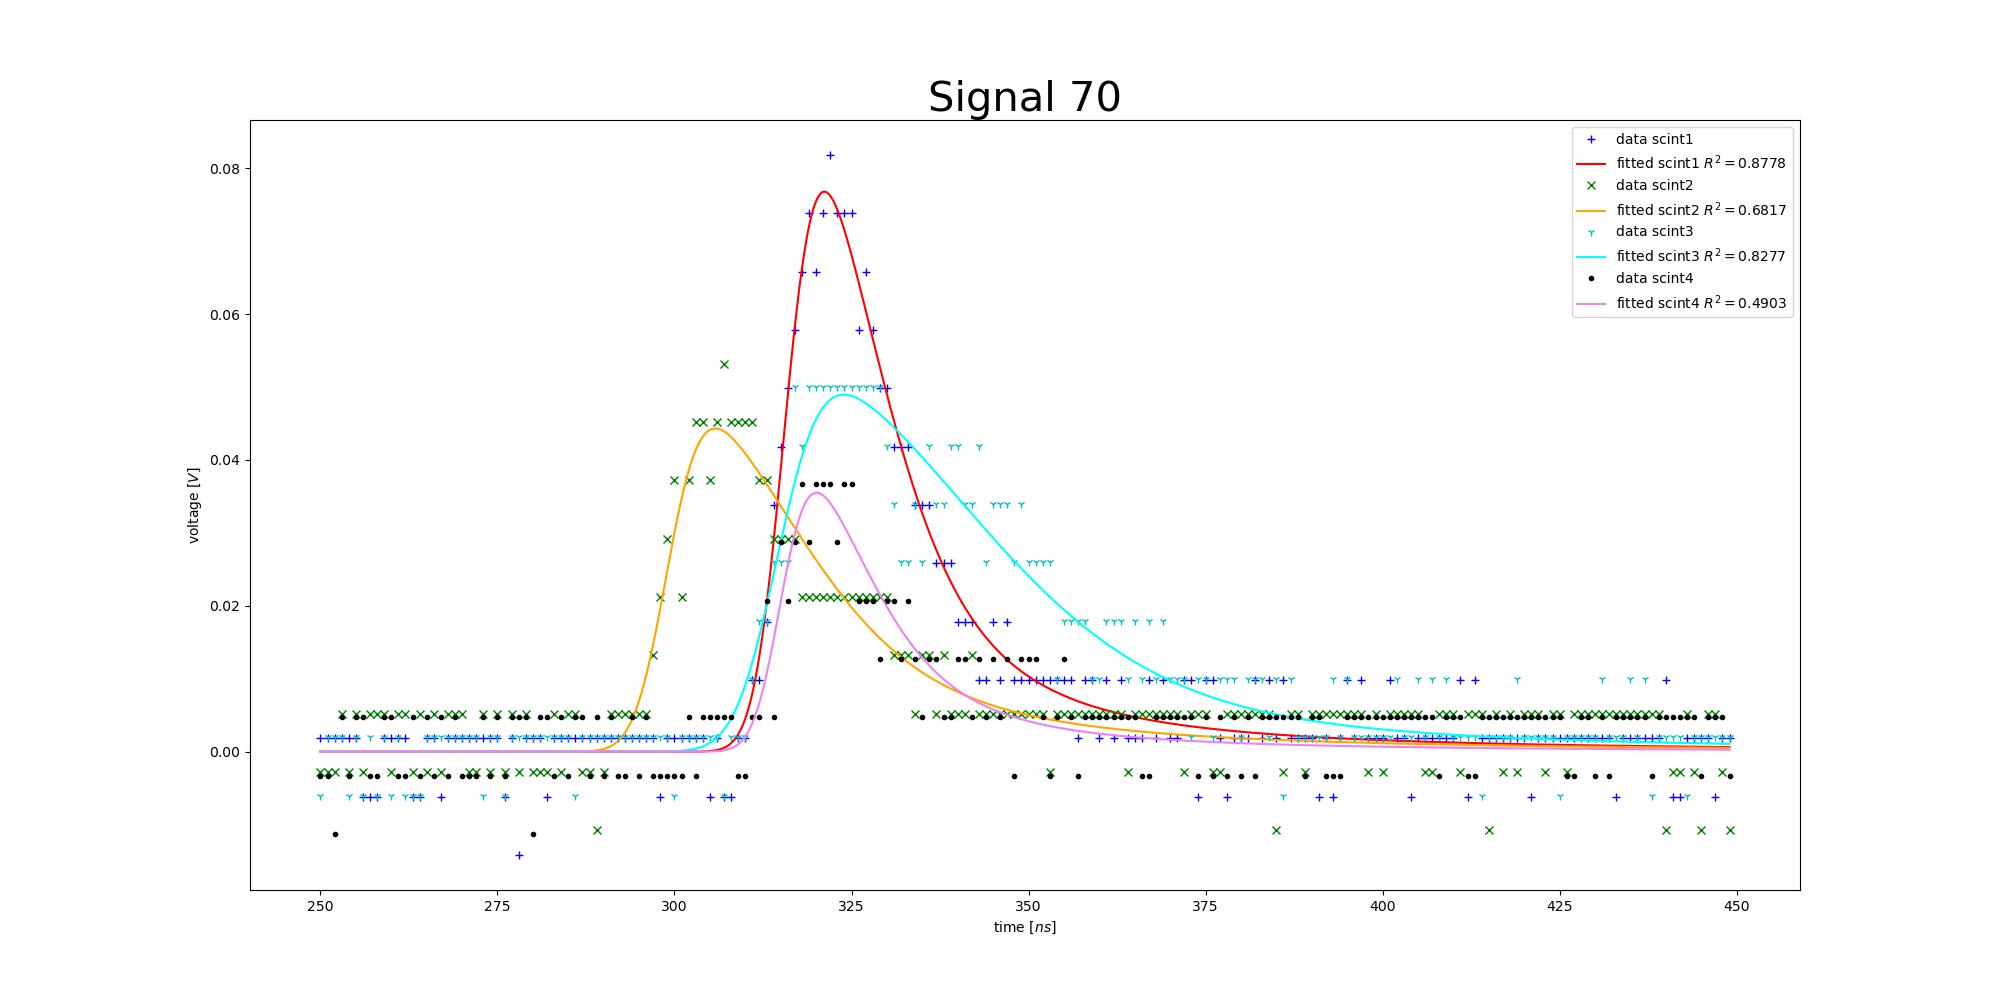 Signal 70
data scint1
fitted scint1 R² = 0.8778
data scint2
fitted scint2 R² = 0.6817
data scint3
fitted scint3 R² = 0.8277
data scint4
fitted scint4 R² = 0.4903
0.08
0.06
0.04
0.02
0.00
voltage [V]
250 275 300 325 350 375 400 425 450
time [ns]